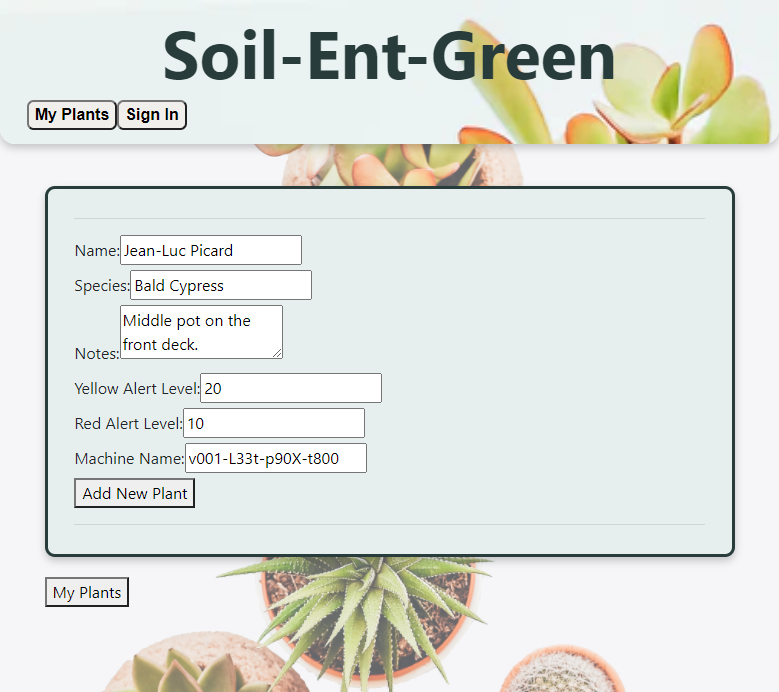 Soil-Ent-Green
My Plants Sign In
Name: Jean-Luc Picard
Species: Bald Cypress
Notes: Middle pot on the
front deck.
Yellow Alert Level: 20
Red Alert Level: 10
Machine Name: v001-L33t-p90X-t800
Add New Plant
My Plants